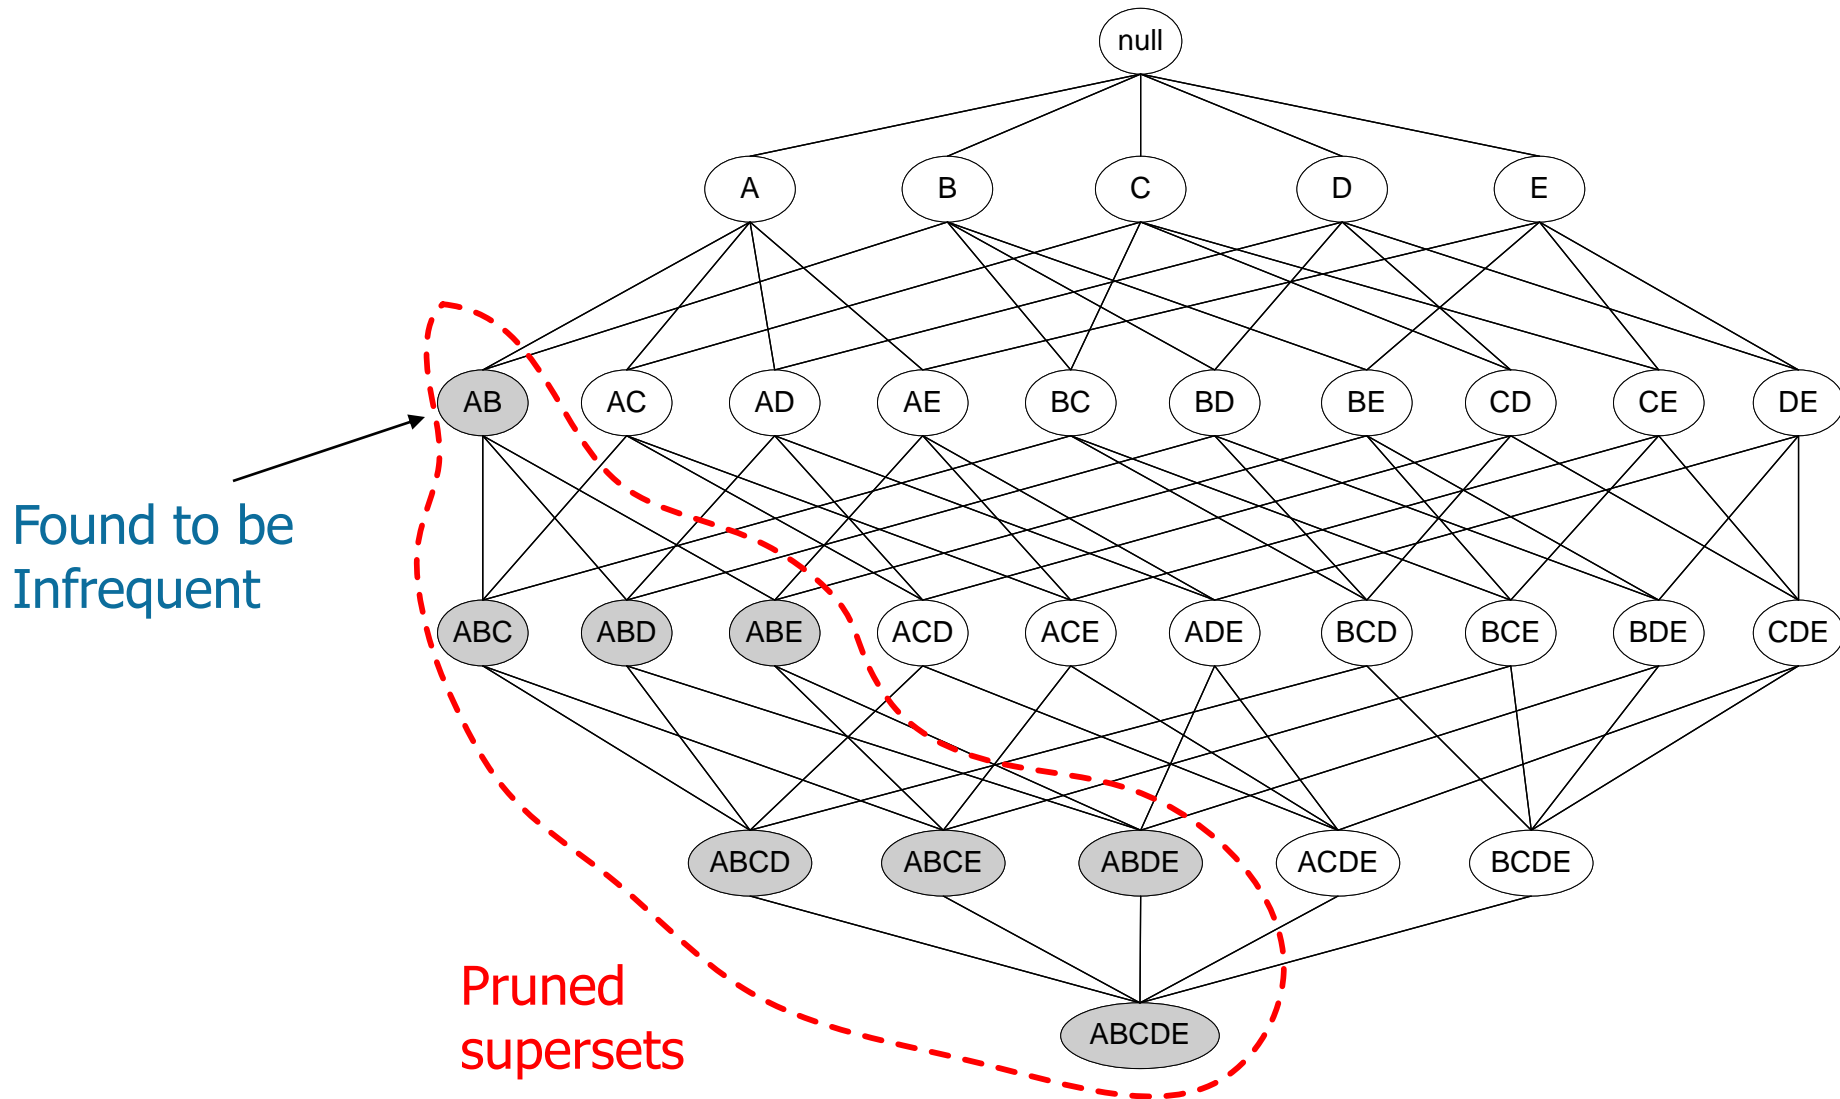 null
A B C D E
AB AC AD AE BC BD BE CD CE DE
Found to be
Infrequent
ABC ABD ABE ACD ACE ADE BCD BCE BDE CDE
ABCD ABCE ABDE ACDE BCDE
Pruned
supersets
ABCDE